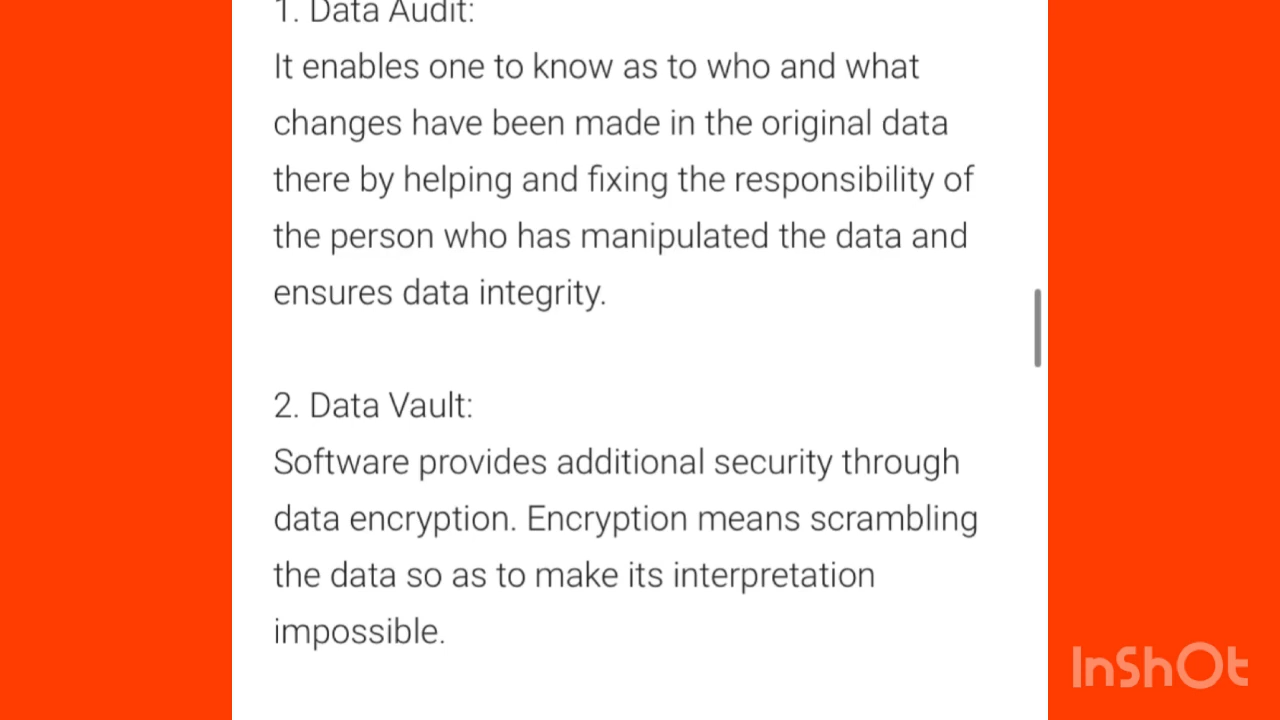 1. Data Audit:
It enables one to know as to who and what
changes have been made in the original data
there by helping and fixing the responsibility of
the person who has manipulated the data and
ensures data integrity.
2. Data Vault:
Software provides additional security through
data encryption. Encryption means scrambling
the data so as to make its interpretation
impossible.
InShOt